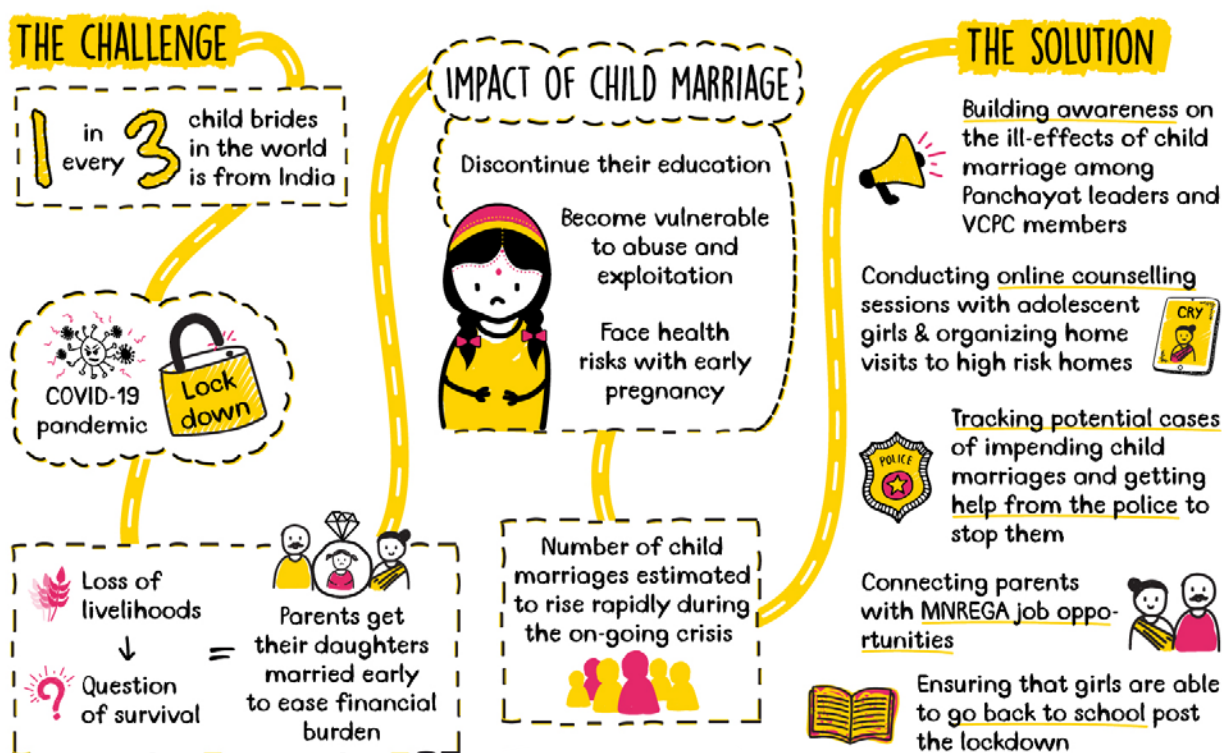 THE CHALLENGE
1 in every 3
child brides
in the world
is from India
COVID-19
pandemic
Lock
down
Loss of
livelihoods
Question
of survival
=
Parents get
their daughters
married early
to ease financial
burden
IMPACT OF CHILD MARRIAGE
Discontinue their education
Become vulnerable
to abuse and
exploitation
Face health
risks with early
pregnancy
Number of child
marriages estimated
to rise rapidly during
the on-going crisis
THE SOLUTION
Building awareness on
the ill-effects of child
marriage among
Panchayat leaders and
VCPC members
Conducting online counselling
sessions with adolescent
girls & organizing home
visits to high risk homes
CRY
Tracking potential cases
of impending child
marriages and getting
help from the police to
stop them
POLICE
Connecting parents
with MNREGA job oppo-
rtunities
Ensuring that girls are able
to go back to school post
the lockdown